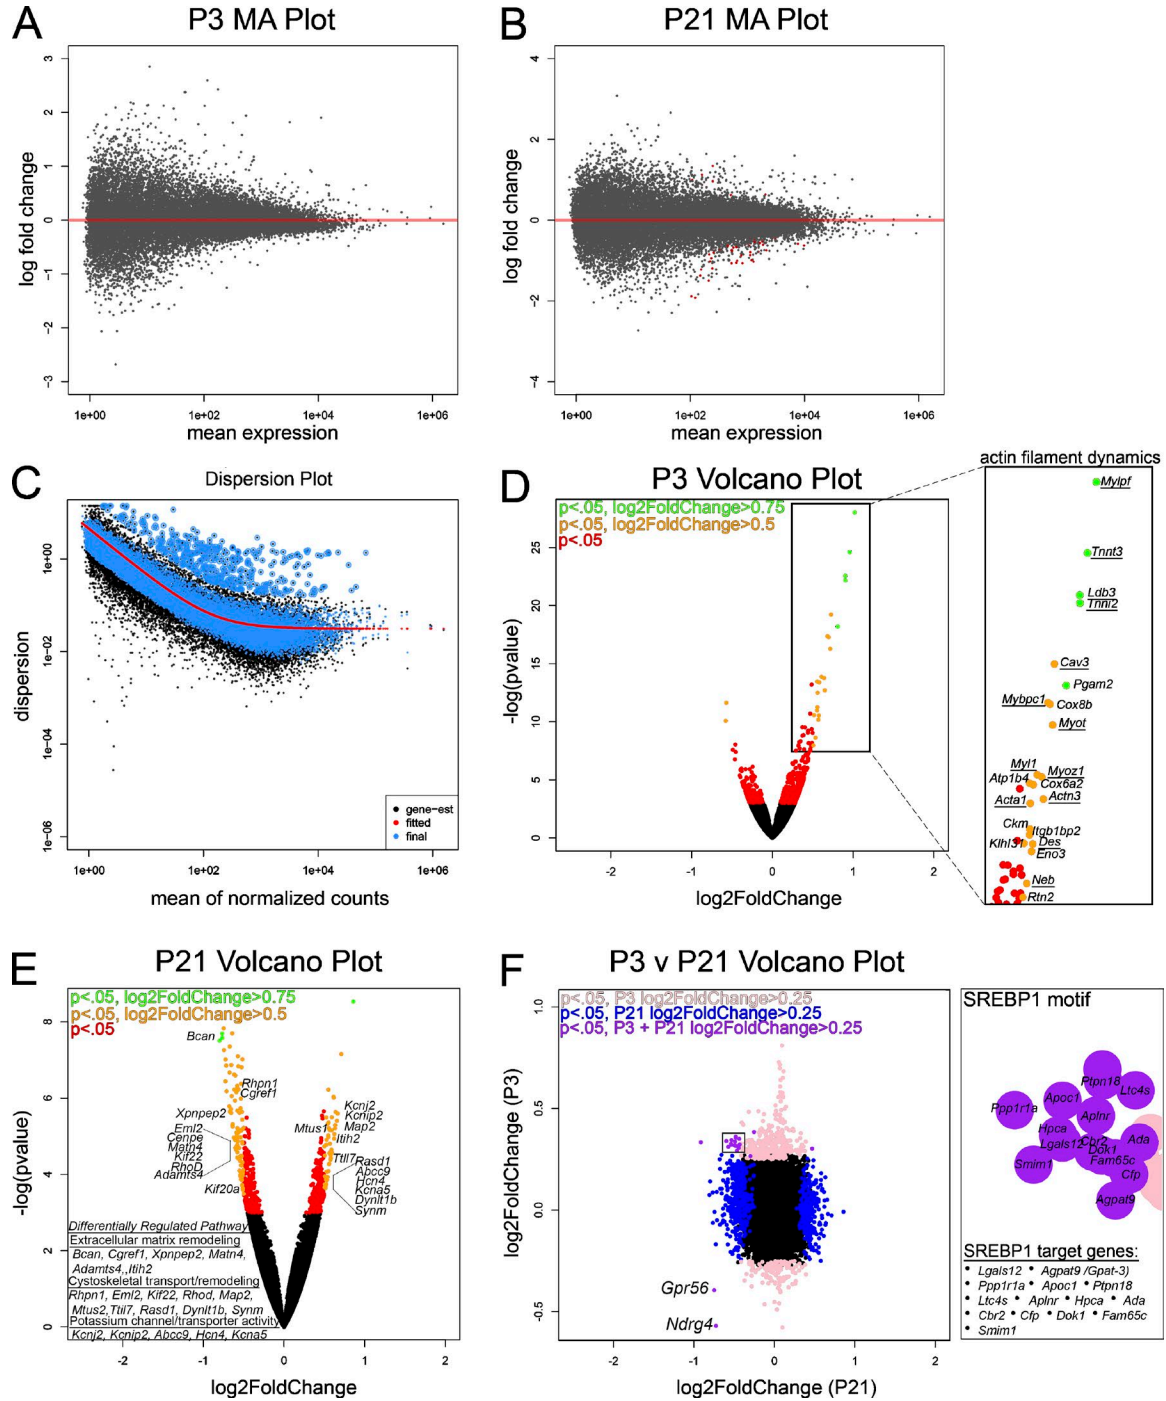 A
P3 MA Plot
log fold change
3
2
1
0
-1
-2
-3
1e+00
1e+02
1e+04
1e+06
mean expression
B
P21 MA Plot
log fold change
4
2
0
-2
-4
1e+00
1e+02
1e+04
1e+06
mean expression
C
Dispersion Plot
dispersion
1e+00
1e-02
1e-04
1e-06
gene-est
fitted
final
1e+00
1e+02
1e+04
1e+06
mean of normalized counts
D
P3 Volcano Plot
p<.05, log2FoldChange>0.75
p<.05, log2FoldChange>0.5
p<.05
-log(pvalue)
25
20
15
10
5
0
-2
-1
0
1
2
log2FoldChange
actin filament dynamics
Mylpf
Tnnt3
Ldb3
Tnni2
Cav3
Pgam2
Mybpc1
Cox8b
Myot
Myl1
Myoz1
Atp1b4
Cox6a2
Acta1
Actn3
Ckm
Itgb1bp2
Klhl31
Des
Eno3
Neb
Rtn2
E
P21 Volcano Plot
p<.05, log2FoldChange>0.75
p<.05, log2FoldChange>0.5
p<.05
-log(pvalue)
8
6
4
2
0
Bcan
Rhpn1
Cgref1
Xpnpep2
Eml2
Cenpe
Matn4
Kif22
RhoD
Adamts4
Kif20a
Mtus1
Kcnj2
Kcnip2
Map2
Itih2
Ttll7
Rasd1
Abcc9
Hcn4
Kcna5
Dynlt1b
Synm
Differentially Regulated Pathway
Extracellular matrix remodeling
Bcan, Cgref1, Xpnpep2, Matn4,
Adamts4,,Itih2
Cystoskeletal transport/remodeling
Rhpn1, Eml2, Kif22, Rhod, Map2,
Mtus2,Ttil7, Rasd1, Dynlt1b, Synm
Potassium channel/transporter activity
Kcnj2, Kcnip2, Abcc9, Hcn4, Kcna5
-2
-1
0
1
2
log2FoldChange
F
P3 v P21 Volcano Plot
p<.05, P3 log2FoldChange>0.25
p<.05, P21 log2FoldChange>0.25
p<.05, P3 + P21 log2FoldChange>0.25
log2FoldChange (P3)
1.0
0.5
0.0
-0.5
Gpr56
Ndrg4
-2
-1
0
1
2
log2FoldChange (P21)
SREBP1 motif
Ptpn18
Ltc4s
Apoc1
Ppp1r1a
Aplnr
Hpca
Cbr2
Ada
Lgals12
Dok1
Fam65c
Smim1
Cfp
Agpat9
SREBP1 target genes:
• Lgals12 • Agpat9 /Gpat-3)
• Ppp1r1a • Apoc1 • Ptpn18
• Ltc4s • Aplnr • Hpca • Ada
• Cbr2 • Cfp • Dok1 • Fam65c
• Smim1